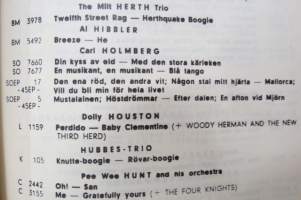 The Milt HERTH Trio
BM 3978 Twelfth Street Rag — Herthquake Boogie
Al HIBBLER
BM 5492 Breeze — He
Carl HOLMBERG
SO 7660 Din kyss av eld — Med den stora kärleken
SO 7677 En musikant, en musikant — Blå tango
SOEP 17 Den ena röd, den andra vit; Någon stal mitt hjärta — Mallorca;
-45EP- Vill du bli min för hela livet
SOEP 5 Mustalainen; Höstdrömmar — Efter dalen; En afton vid Mjörn
-45EP -
Dolly HOUSTON
L 1159 Perdido — Baby Clementine (+ WOODY HERMAN AND THE NEW
THIRD HERD)
HUBBES-TRIO
K 105 Knutte-boogie — Rövar-boogie
Pee Wee HUNT and his orchestra
C 2442 Oh! — San
C 3155 Me — Gratefully yours (+ THE FOUR KNIGHTS)